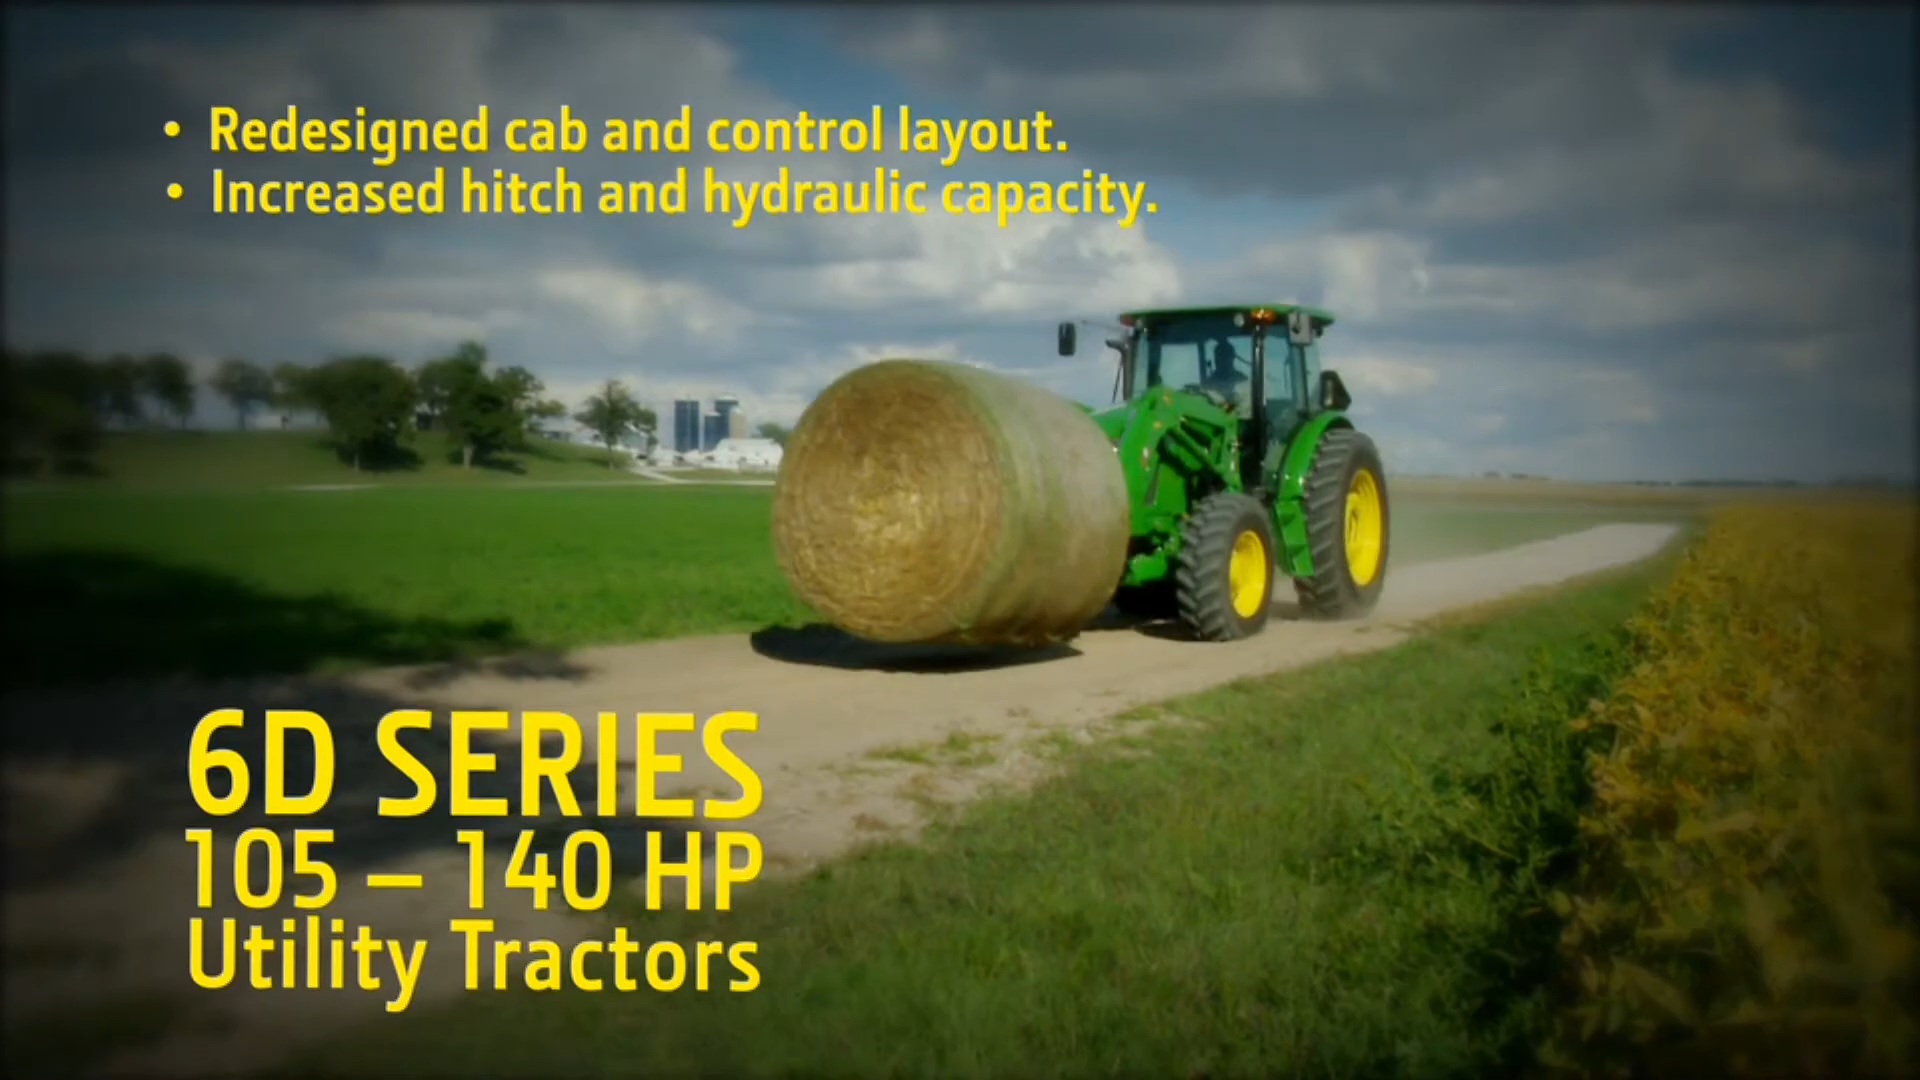 • Redesigned cab and control layout.
• Increased hitch and hydraulic capacity.
6D SERIES
105 – 140 HP
Utility Tractors